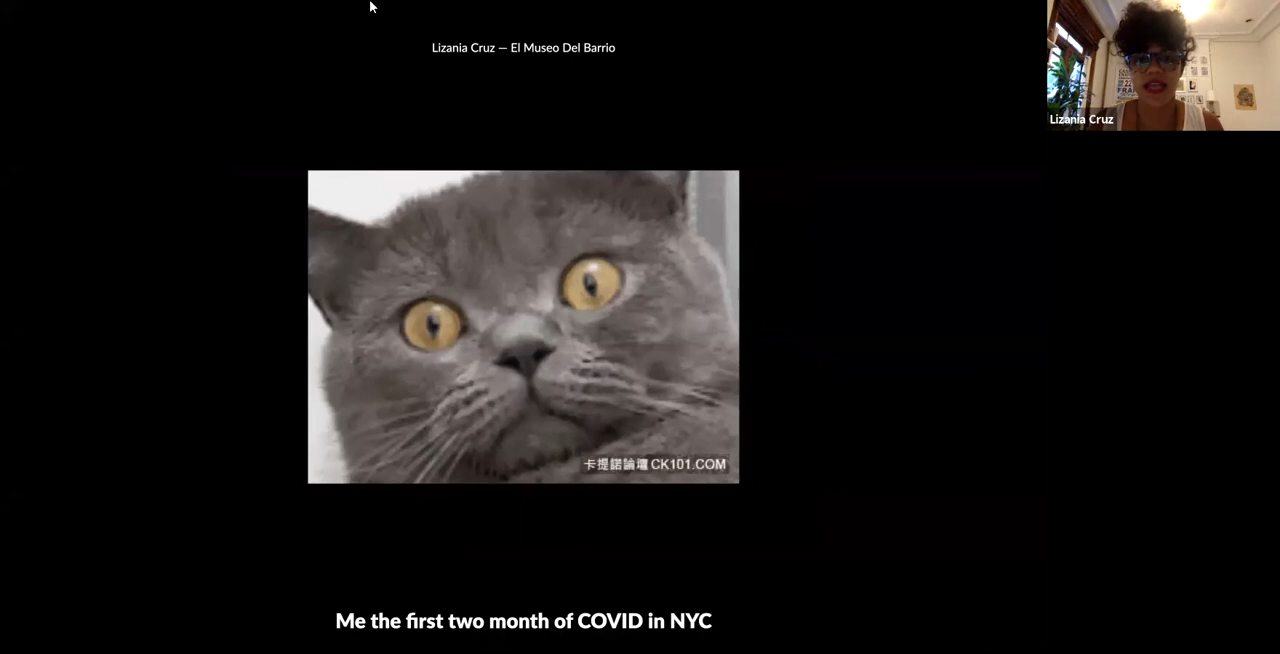 Lizania Cruz — El Museo Del Barrio
Lizania Cruz
卡提諾論壇 CK101.COM
Me the first two month of COVID in NYC